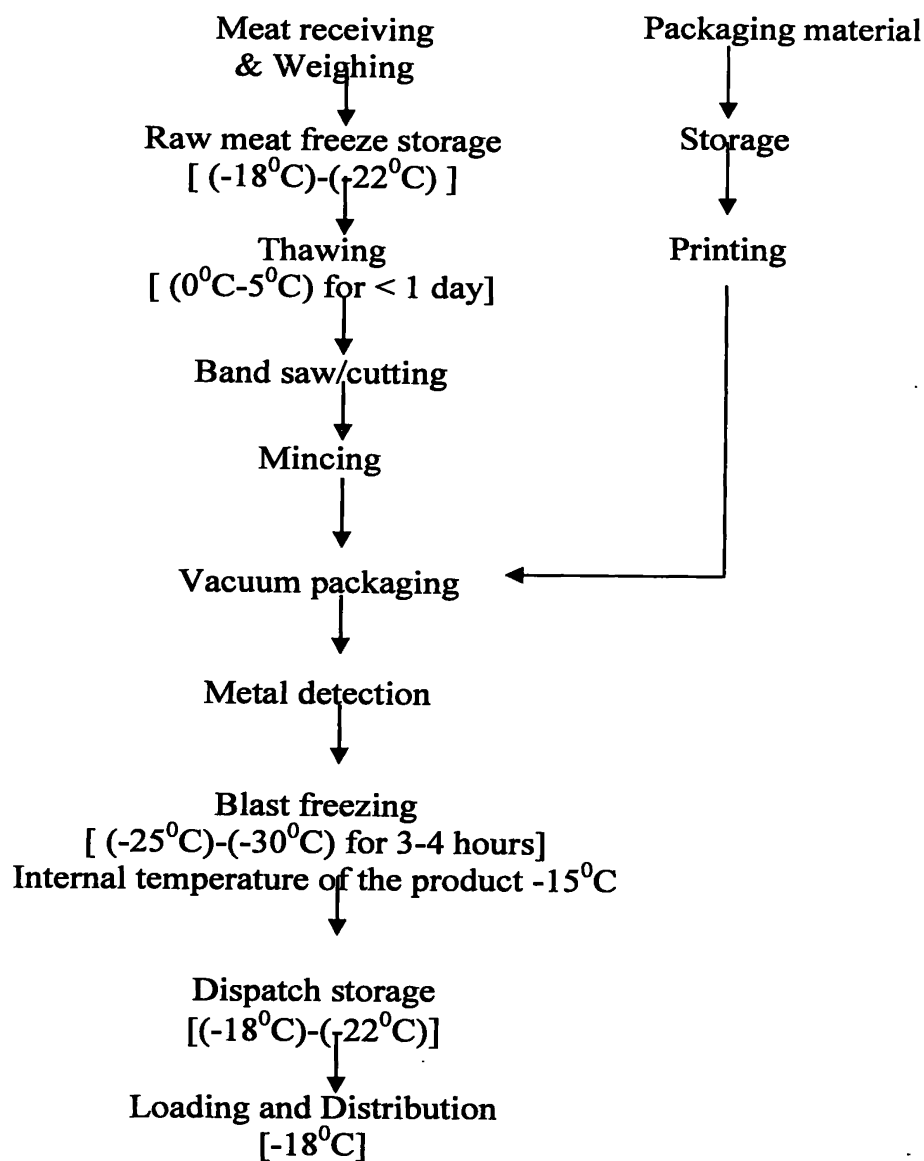 Meat receiving
& Weighing
Packaging material
Raw meat freeze storage
[ (-18⁰C)-(-22⁰C) ]
Storage
Thawing
[ (0⁰C-5⁰C) for < 1 day]
Printing
Band saw/cutting
Mincing
Vacuum packaging
Metal detection
Blast freezing
[ (-25⁰C)-(-30⁰C) for 3-4 hours]
Internal temperature of the product -15⁰C
Dispatch storage
[(-18⁰C)-(-22⁰C)]
Loading and Distribution
[-18⁰C]